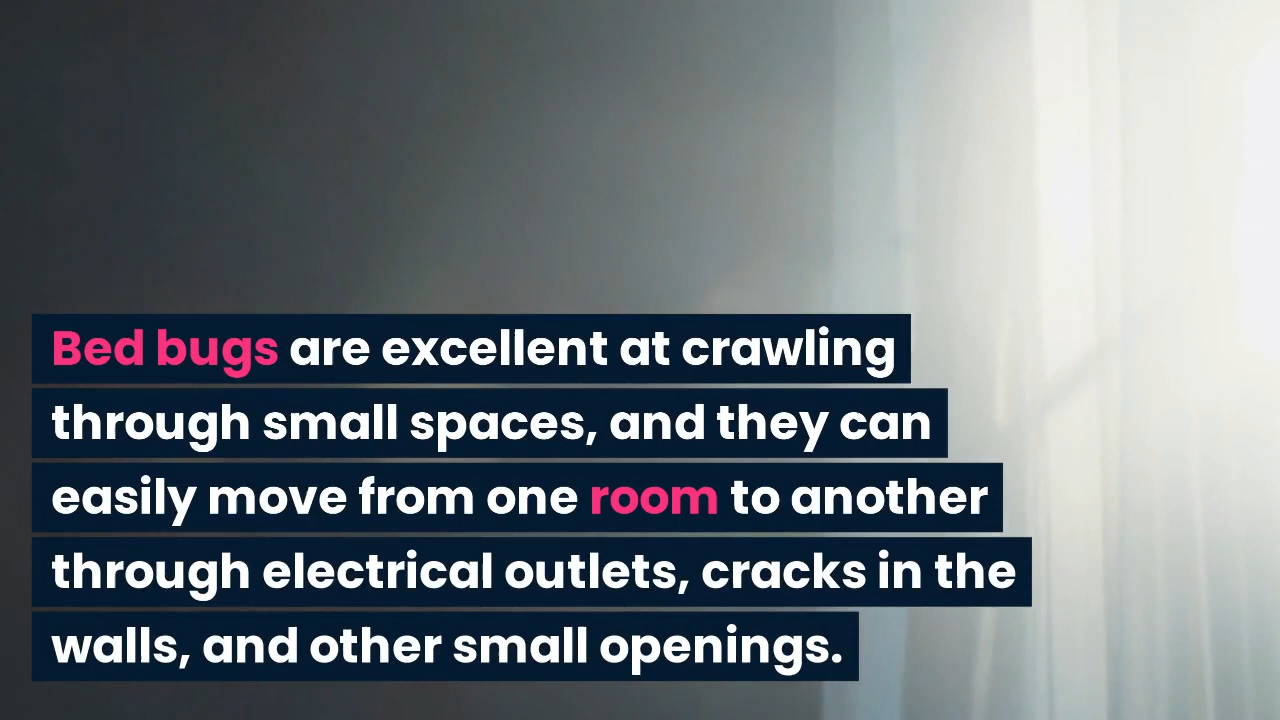 Bed bugs are excellent at crawling
through small spaces, and they can
easily move from one room to another
through electrical outlets, cracks in the
walls, and other small openings.